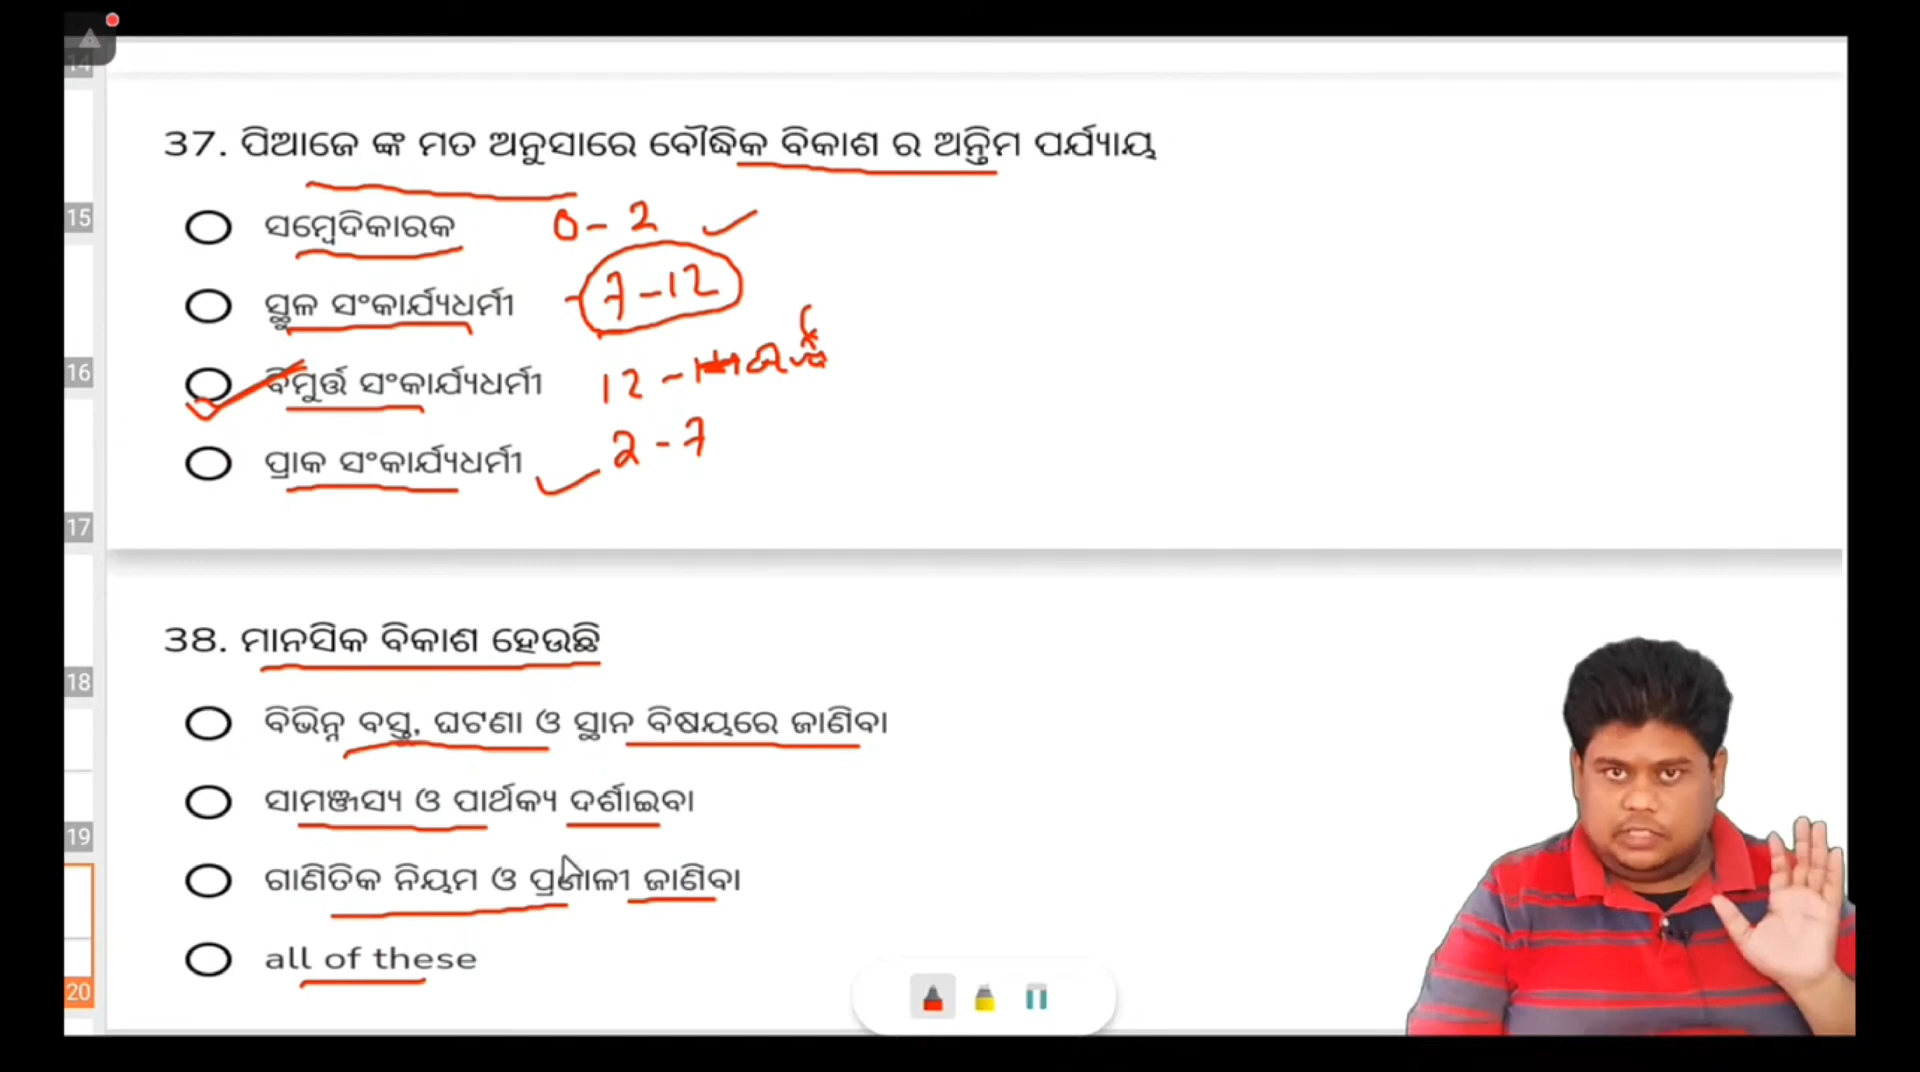 14
37. ପିଆଜେ ଙ୍କ ମତ ଅନୁସାରେ ବୌଦ୍ଧିକ ବିକାଶ ର ଅନ୍ତିମ ପର୍ଯ୍ୟାୟ
15
ସମ୍ବେଦିକାରକ 0 - 2
ସ୍ଥୁଳ ସଂକାର୍ଯ୍ୟଧର୍ମୀ 7 - 12
16
ବିମୁର୍ତ୍ତ ସଂକାର୍ଯ୍ୟଧର୍ମୀ 12 -
ପ୍ରାକ ସଂକାର୍ଯ୍ୟଧର୍ମୀ 2 - 7
17
38. ମାନସିକ ବିକାଶ ହେଉଛି
18
ବିଭିନ୍ନ ବସ୍ତୁ, ଘଟଣା ଓ ସ୍ଥାନ ବିଷୟରେ ଜାଣିବା
ସାମଞ୍ଜସ୍ୟ ଓ ପାର୍ଥକ୍ୟ ଦର୍ଶାଇବା
19
ଗାଣିତିକ ନିୟମ ଓ ପ୍ରଣାଳୀ ଜାଣିବା
all of these
20